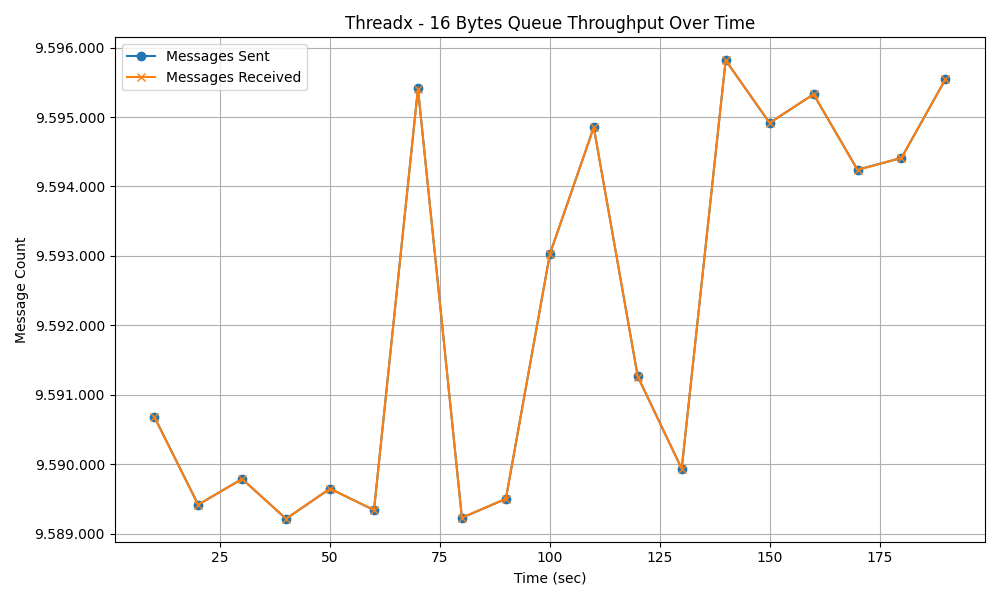 Threadx - 16 Bytes Queue Throughput Over Time
Messages Sent
Messages Received
Message Count
9.596.000
9.595.000
9.594.000
9.593.000
9.592.000
9.591.000
9.590.000
9.589.000
25 50 75 100 125 150 175
Time (sec)